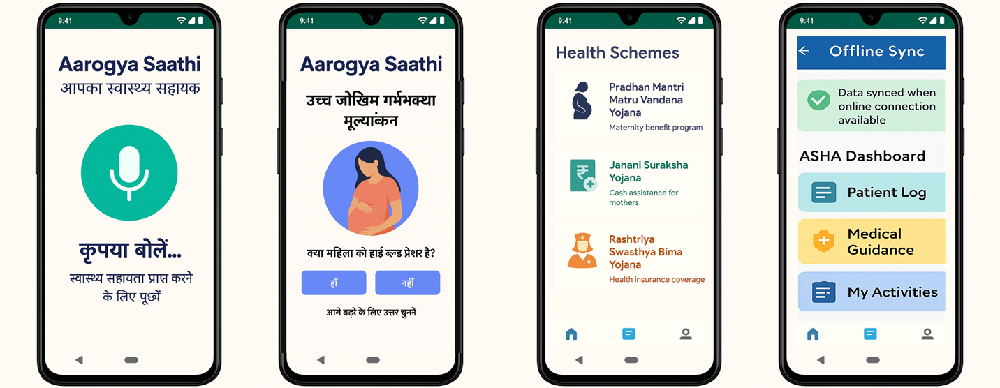 9:41
Aarogya Saathi
आपका स्वास्थ्य सहायक
कृपया बोलें...
स्वास्थ्य सहायता प्राप्त करने
के लिए पूछ्यें
9:41
Aarogya Saathi
उच्च जोखिम गर्भभक्था
मूल्यांकन
क्या महिला को हाई ब्ल्ड प्रेशर है?
हाँ
नहीं
आगे बढ़रे के लिए उत्तर चुननें
9:41
Health Schemes
Pradhan Mantri
Matru Vandana
Yojana
Maternity benefit program
Janani Suraksha
Yojana
Cash assistance for
mothers
Rashtriya
Swasthya Bima
Yojana
Health insurance coverage
9:41
Offline Sync
Data synced when
online connection
available
ASHA Dashboard
Patient Log
Medical
Guidance
My Activities